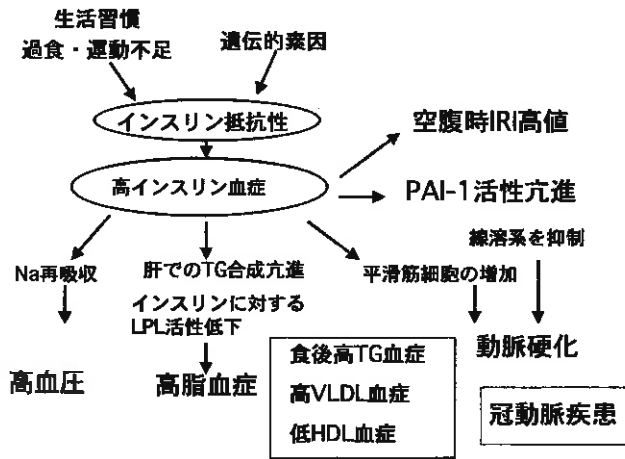 生活習慣
過食・運動不足
遺伝的素因
インスリン抵抗性
空腹時IRI高値
高インスリン血症
PAI-1活性亢進
線溶系を抑制
Na再吸収
肝でのTG合成亢進
平滑筋細胞の増加
インスリンに対する
LPL活性低下
高血圧
高脂血症
食後高TG血症
高VLDL血症
低HDL血症
動脈硬化
冠動脈疾患